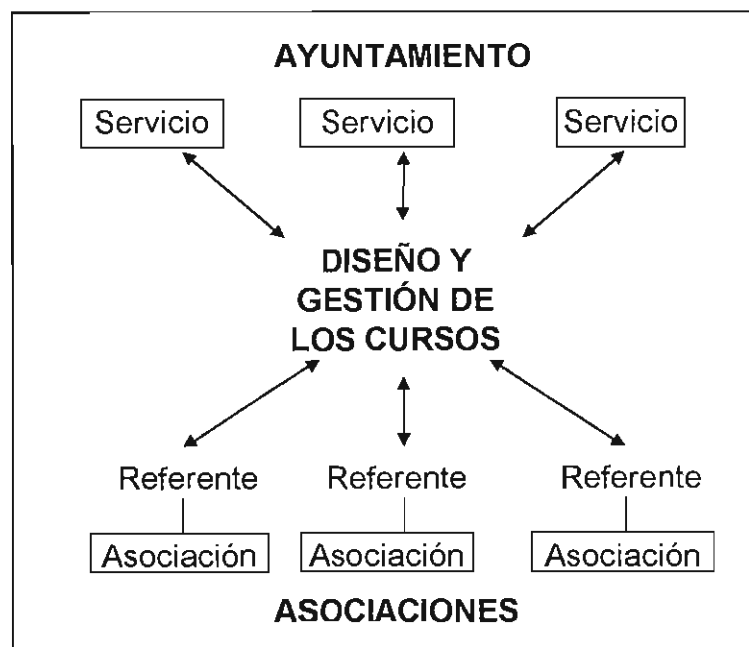 AYUNTAMIENTO
Servicio Servicio Servicio
DISEÑO Y
GESTIÓN DE
LOS CURSOS
Referente Referente Referente
Asociación Asociación Asociación
ASOCIACIONES